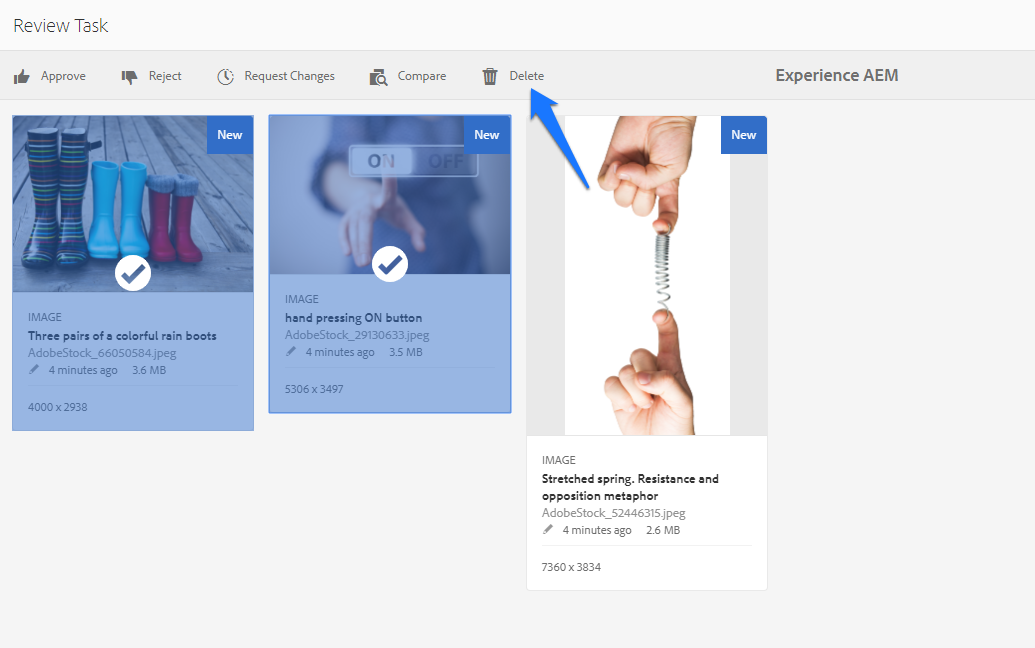 Review Task
Approve
Reject
Request Changes
Compare
Delete
Experience AEM
New
ON OFF
IMAGE
Three pairs of a colorful rain boots
AdobeStock_66050584.jpeg
4 minutes ago 3.6 MB
4000 x 2938
New
IMAGE
hand pressing ON button
AdobeStock_29130633.jpeg
4 minutes ago 3.5 MB
5306 x 3497
New
IMAGE
Stretched spring. Resistance and
opposition metaphor
AdobeStock_52446315.jpeg
4 minutes ago 2.6 MB
7360 x 3834